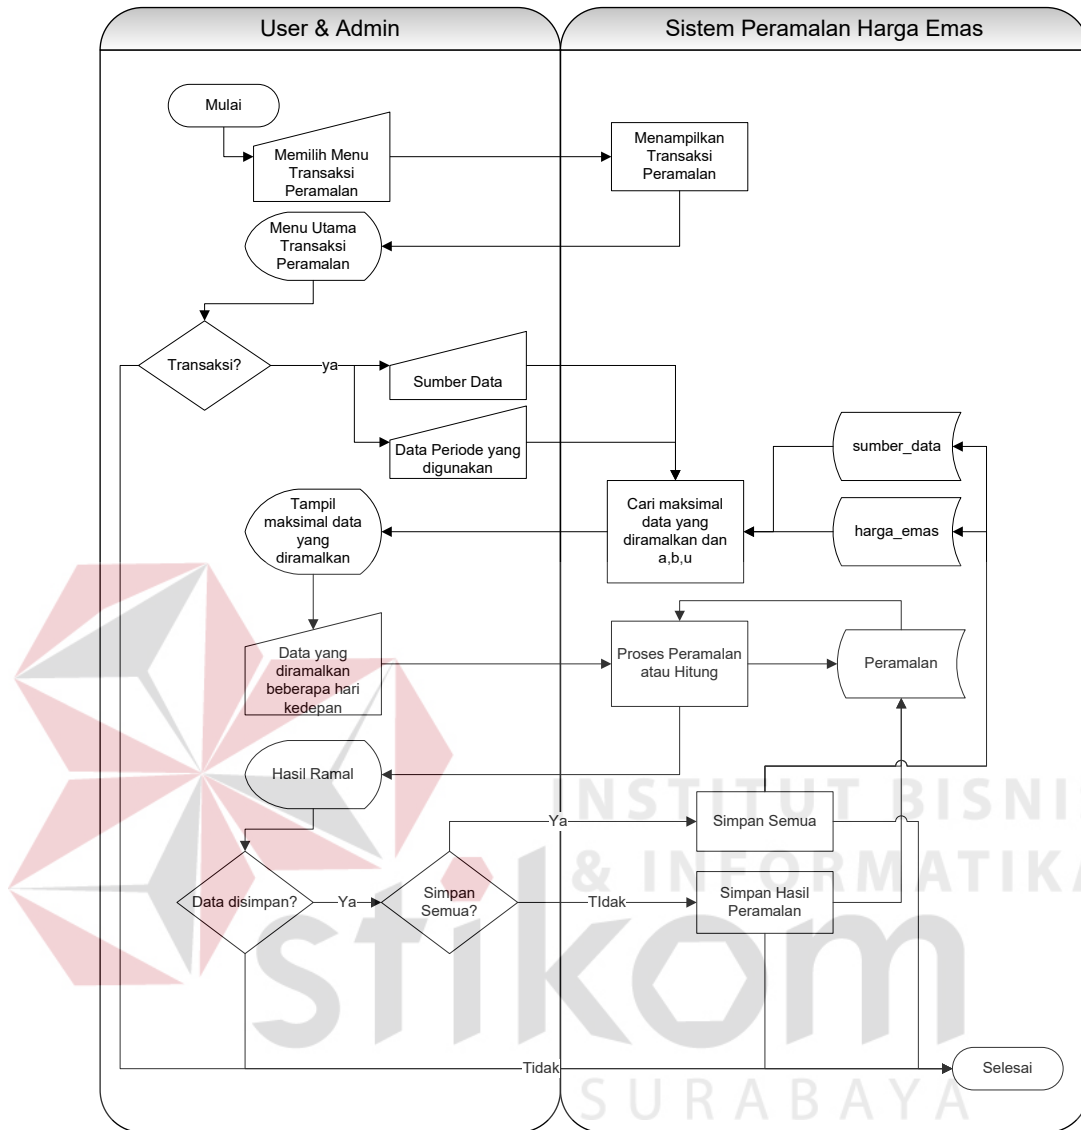 User & Admin
Sistem Peramalan Harga Emas
Mulai
Memilih Menu
Transaksi
Peramalan
Menampilkan
Transaksi
Peramalan
Menu Utama
Transaksi
Peramalan
Transaksi?
ya
Sumber Data
Data Periode yang
digunakan
sumber_data
harga_emas
Cari maksimal
data yang
diramalkan dan
a,b,u
Tampil
maksimal data
yang
diramalkan
Data yang
diramalkan
beberapa hari
kedepan
Proses Peramalan
atau Hitung
Peramalan
Hasil Ramal
Ya
Simpan Semua
Data disimpan?
Ya
Simpan
Semua?
TIdak
Simpan Hasil
Peramalan
Tidak
Selesai
INSTITUT BISNI
& INFORMATIKA
stikom
SURABAYA